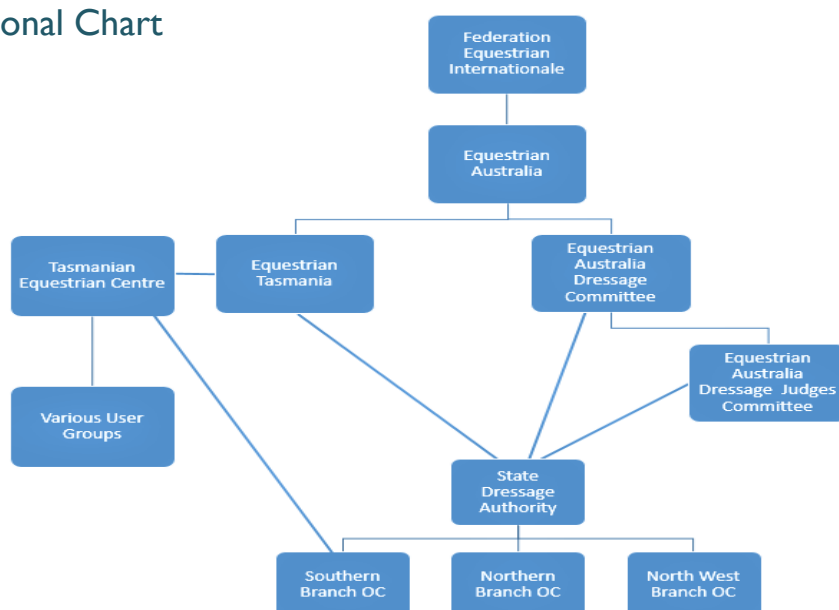 onal Chart
Federation
Equestrian
Internationale
Equestrian
Australia
Tasmanian
Equestrian Centre
Equestrian
Tasmania
Equestrian
Australia
Dressage
Committee
Equestrian
Australia
Dressage Judges
Committee
Various User
Groups
State
Dressage
Authority
Southern
Branch OC
Northern
Branch OC
North West
Branch OC